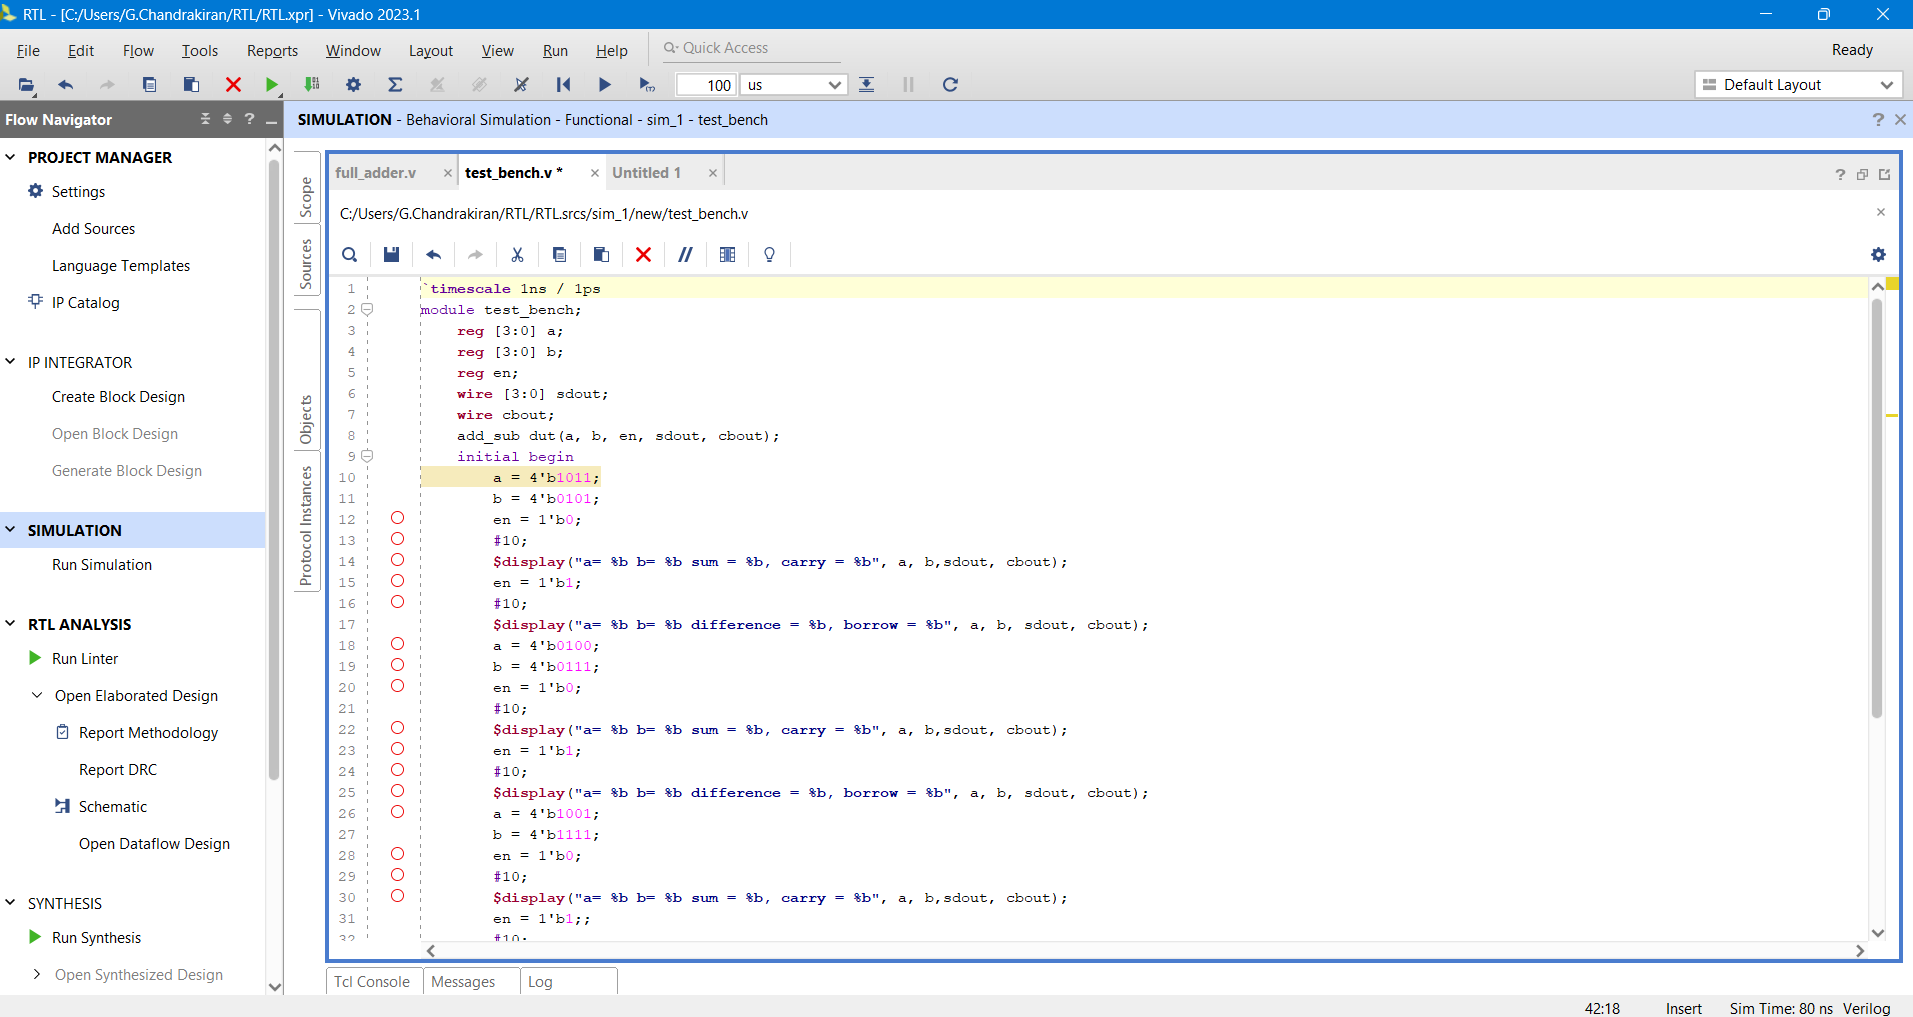 RTL - [C:/Users/G.Chandrakiran/RTL/RTL.xpr] - Vivado 2023.1
File Edit Flow Tools Reports Window Layout View Run Help Quick Access Ready
100 us Default Layout
Flow Navigator
PROJECT MANAGER
Settings
Add Sources
Language Templates
IP Catalog
IP INTEGRATOR
Create Block Design
Open Block Design
Generate Block Design
SIMULATION
Run Simulation
RTL ANALYSIS
Run Linter
Open Elaborated Design
Report Methodology
Report DRC
Schematic
Open Dataflow Design
SYNTHESIS
Run Synthesis
Open Synthesized Design
SIMULATION - Behavioral Simulation - Functional - sim_1 - test_bench
Scope
Sources
Objects
Protocol Instances
full_adder.v test_bench.v * Untitled 1
C:/Users/G.Chandrakiran/RTL/RTL.srcs/sim_1/new/test_bench.v
1 `timescale 1ns / 1ps
2 module test_bench;
3 reg [3:0] a;
4 reg [3:0] b;
5 reg en;
6 wire [3:0] sdout;
7 wire cbout;
8 add_sub dut(a, b, en, sdout, cbout);
9 initial begin
10 a = 4'b1011;
11 b = 4'b0101;
12 en = 1'b0;
13 #10;
14 $display("a= %b b= %b sum = %b, carry = %b", a, b,sdout, cbout);
15 en = 1'b1;
16 #10;
17 $display("a= %b b= %b difference = %b, borrow = %b", a, b, sdout, cbout);
18 a = 4'b0100;
19 b = 4'b0111;
20 en = 1'b0;
21 #10;
22 $display("a= %b b= %b sum = %b, carry = %b", a, b,sdout, cbout);
23 en = 1'b1;
24 #10;
25 $display("a= %b b= %b difference = %b, borrow = %b", a, b, sdout, cbout);
26 a = 4'b1001;
27 b = 4'b1111;
28 en = 1'b0;
29 #10;
30 $display("a= %b b= %b sum = %b, carry = %b", a, b,sdout, cbout);
31 en = 1'b1;;
32 #10;
Tcl Console Messages Log
42:18 Insert Sim Time: 80 ns Verilog